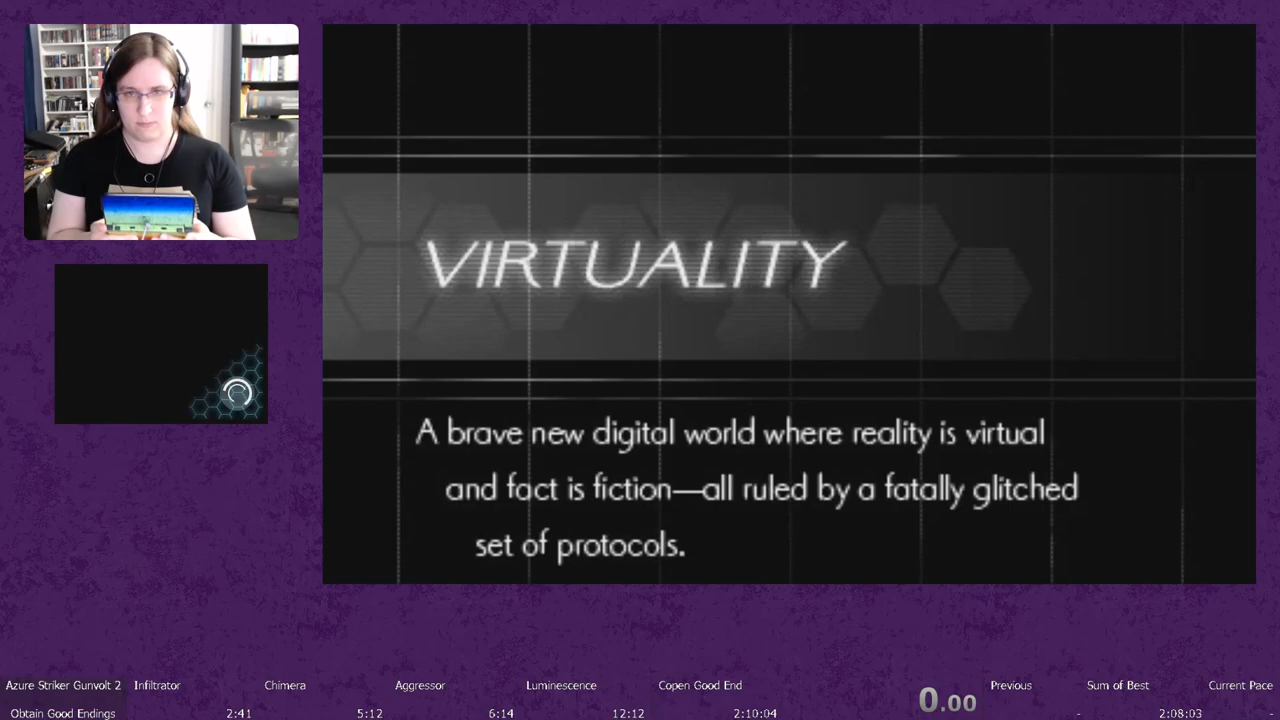 VIRTUALITY
A brave new digital world where reality is virtual
and fact is fiction—all ruled by a fatally glitched
set of protocols.
Azure Striker Gunvolt 2 Infiltrator Chimera Aggressor Luminescence Copen Good End 0.00 Previous Sum of Best Current Pace
Obtain Good Endings 2:41 5:12 6:14 12:12 2:10:04 - 2:08:03 -